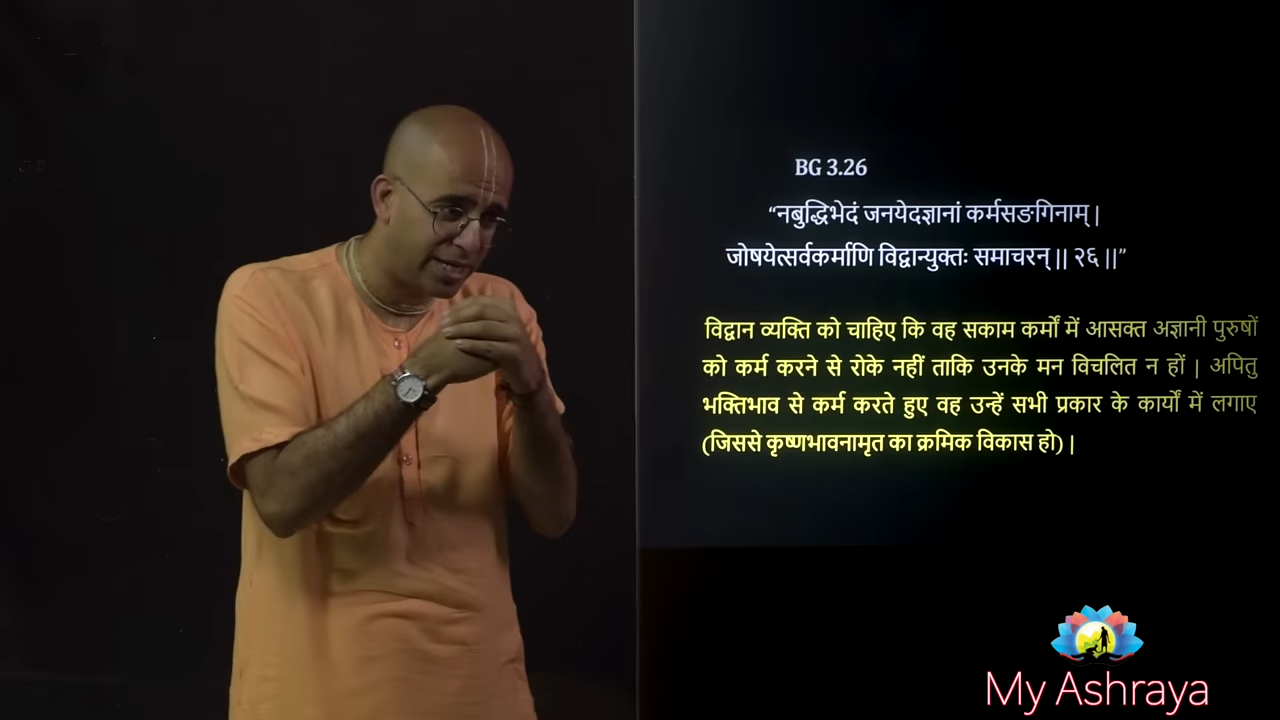 BG 3.26
“नबुद्धिभेदं जनयेदज्ञानां कर्मसङगिनाम् |
जोषयेत्सर्वकर्माणि विद्वान्युक्तः समाचरन् || २६ ||”
विद्वान व्यक्ति को चाहिए कि वह सकाम कर्मों में आसक्त अज्ञानी पुरुषों
को कर्म करने से रोके नहीं ताकि उनके मन विचलित न हों | अपितु
भक्तिभाव से कर्म करते हुए वह उन्हें सभी प्रकार के कार्यों में लगाए
(जिससे कृष्णभावनामृत का क्रमिक विकास हो) |
My Ashraya